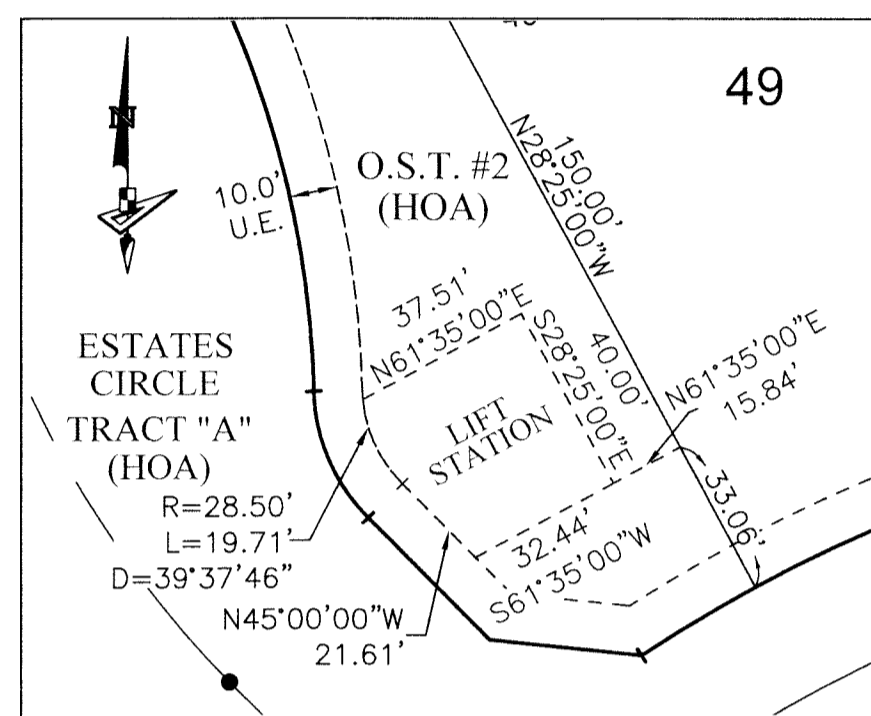 49
N
O.S.T. #2
(HOA)
10.0'
U.E.
150.00'
N28°25'00"W
37.51'
N61°35'00"E
40.00'
S28°25'00"E
N61°35'00"E
15.84'
ESTATES
CIRCLE
TRACT "A"
(HOA)
LIFT
STATION
33.06'
R=28.50'
L=19.71'
D=39°37'46"
32.44'
S61°35'00"W
N45°00'00"W
21.61'